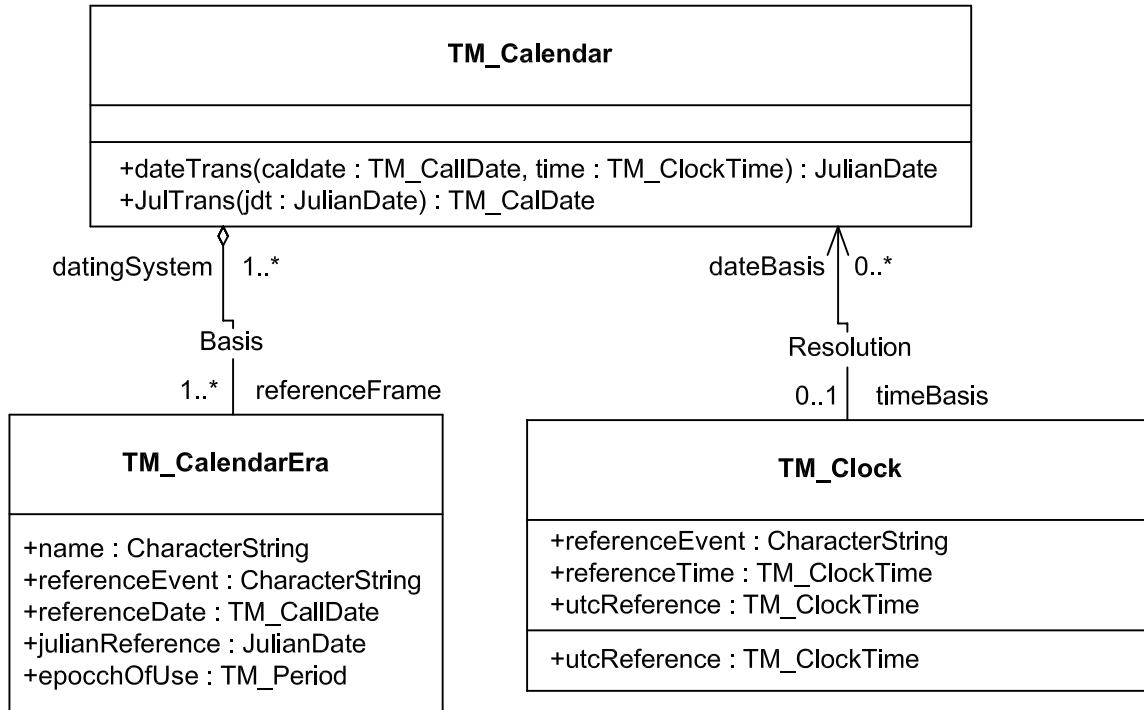 TM_Calendar
+dateTrans(caldate : TM_CallDate, time : TM_ClockTime) : JulianDate
+JulTrans(jdt : JulianDate) : TM_CalDate
datingSystem 1..*
dateBasis 0..*
Basis
Resolution
1..* referenceFrame
0..1 timeBasis
TM_CalendarEra
+name : CharacterString
+referenceEvent : CharacterString
+referenceDate : TM_CallDate
+julianReference : JulianDate
+epocchOfUse : TM_Period
TM_Clock
+referenceEvent : CharacterString
+referenceTime : TM_ClockTime
+utcReference : TM_ClockTime
+utcReference : TM_ClockTime